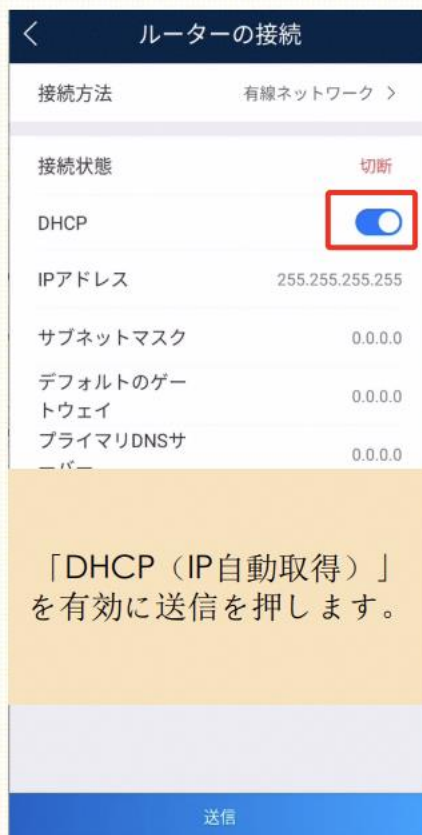 ルーターの接続
接続方法 有線ネットワーク
接続状態 切断
DHCP
IPアドレス 255.255.255.255
サブネットマスク 0.0.0.0
デフォルトのゲー
トウェイ 0.0.0.0
プライマリDNSサ
ーバー 0.0.0.0
「DHCP（IP自動取得）」
を有効に送信を押します。
送信